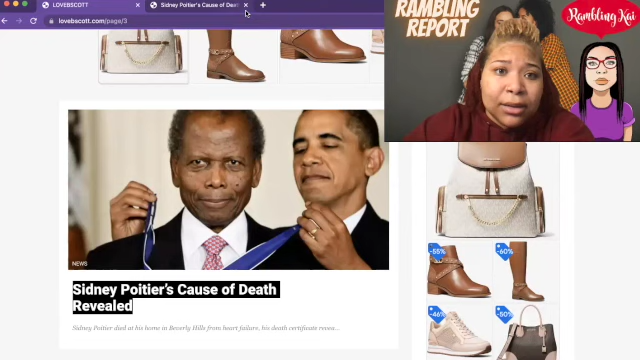 LOVEBSCOTT
Sidney Poitier's Cause of Death
lovebscott.com/page/3
RAMBLING
REPORT
Rambling Kai
NEWS
Sidney Poitier's Cause of Death
Revealed
Sidney Poitier died at his home in Beverly Hills from heart failure, his death certificate revea...
-55%
-60%
-46%
-50%